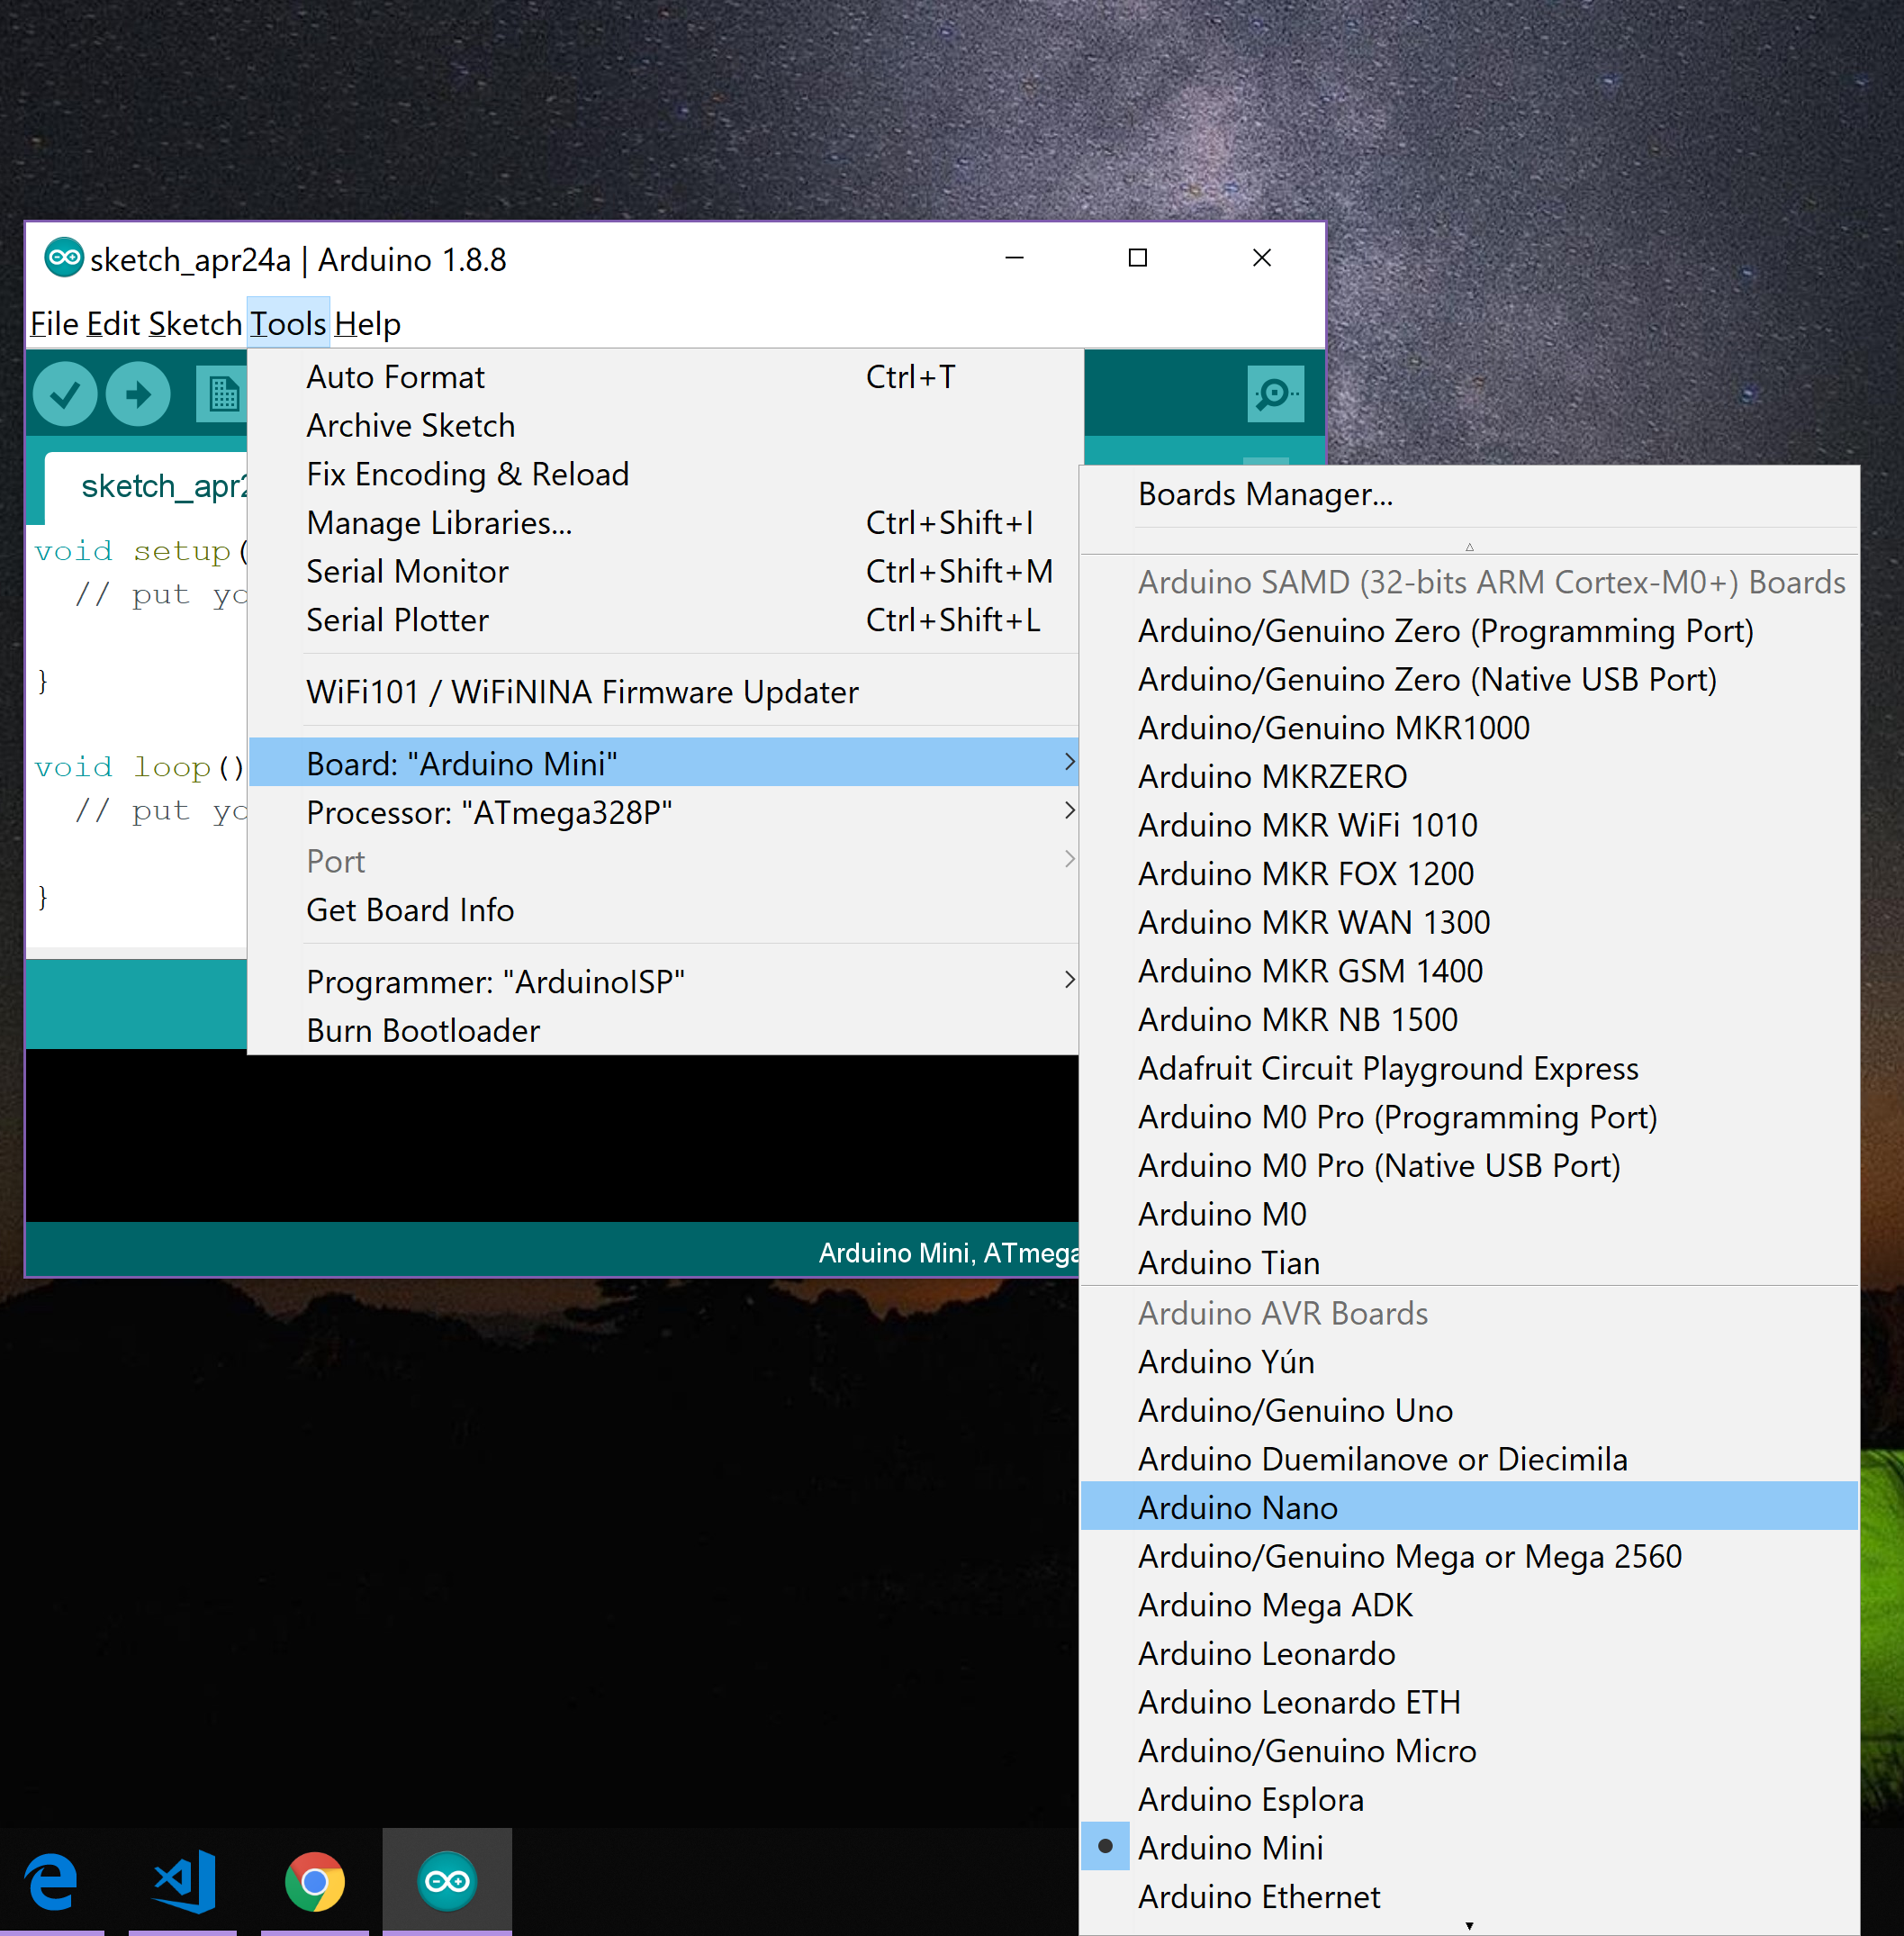 sketch_apr24a | Arduino 1.8.8
File Edit Sketch Tools Help
sketch_apr2
void setup(
// put yo
}
void loop()
// put yo
}
Auto Format Ctrl+T
Archive Sketch
Fix Encoding & Reload
Manage Libraries... Ctrl+Shift+I
Serial Monitor Ctrl+Shift+M
Serial Plotter Ctrl+Shift+L
WiFi101 / WiFiNINA Firmware Updater
Board: "Arduino Mini"
Processor: "ATmega328P"
Port
Get Board Info
Programmer: "ArduinoISP"
Burn Bootloader
Arduino Mini, ATmega
Boards Manager...
Arduino SAMD (32-bits ARM Cortex-M0+) Boards
Arduino/Genuino Zero (Programming Port)
Arduino/Genuino Zero (Native USB Port)
Arduino/Genuino MKR1000
Arduino MKRZERO
Arduino MKR WiFi 1010
Arduino MKR FOX 1200
Arduino MKR WAN 1300
Arduino MKR GSM 1400
Arduino MKR NB 1500
Adafruit Circuit Playground Express
Arduino M0 Pro (Programming Port)
Arduino M0 Pro (Native USB Port)
Arduino M0
Arduino Tian
Arduino AVR Boards
Arduino Yún
Arduino/Genuino Uno
Arduino Duemilanove or Diecimila
Arduino Nano
Arduino/Genuino Mega or Mega 2560
Arduino Mega ADK
Arduino Leonardo
Arduino Leonardo ETH
Arduino/Genuino Micro
Arduino Esplora
Arduino Mini
Arduino Ethernet